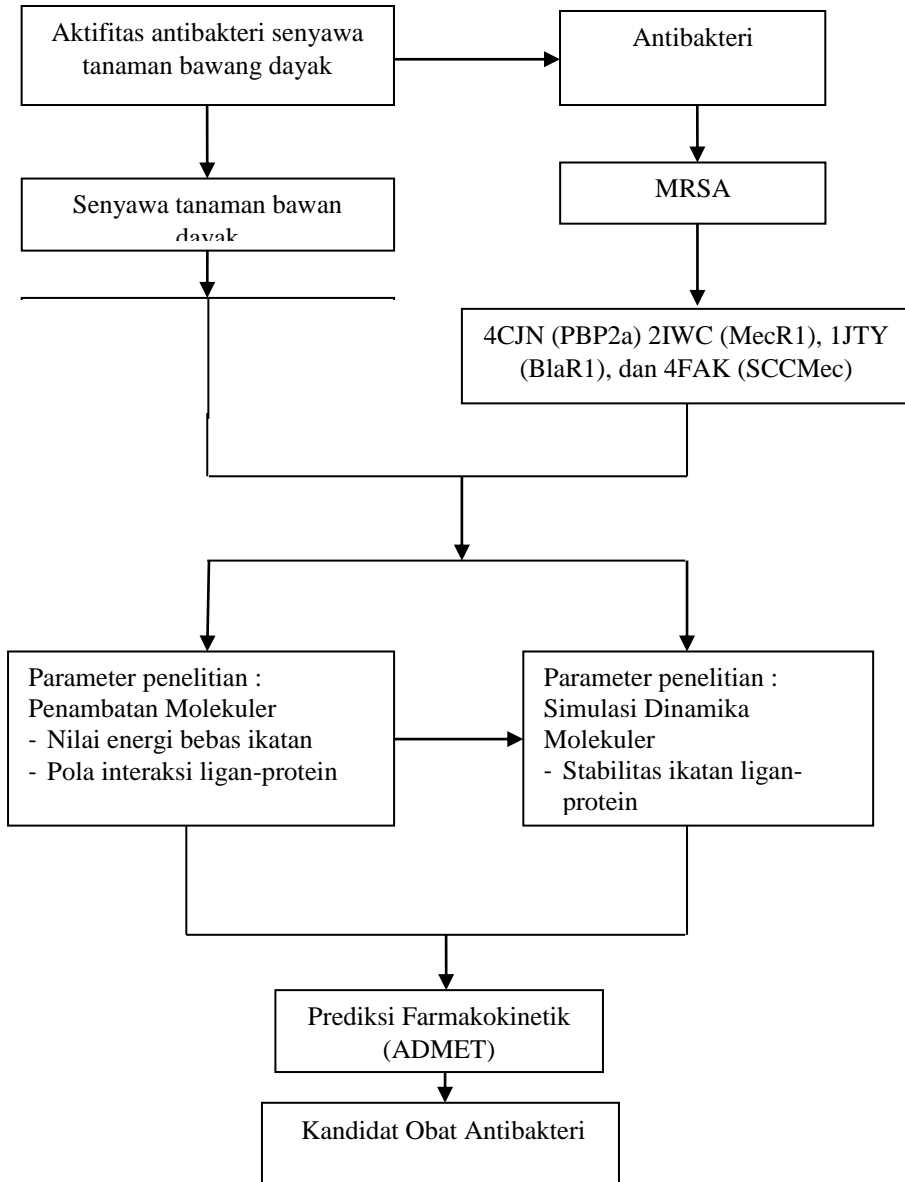 Aktifitas antibakteri senyawa
tanaman bawang dayak
Antibakteri
Senyawa tanaman bawan
dayak
MRSA
4CJN (PBP2a) 2IWC (MecR1), 1JTY
(BlaR1), dan 4FAK (SCCMec)
Parameter penelitian :
Penambatan Molekuler
- Nilai energi bebas ikatan
- Pola interaksi ligan-protein
Parameter penelitian :
Simulasi Dinamika
Molekuler
- Stabilitas ikatan ligan-
protein
Prediksi Farmakokinetik
(ADMET)
Kandidat Obat Antibakteri